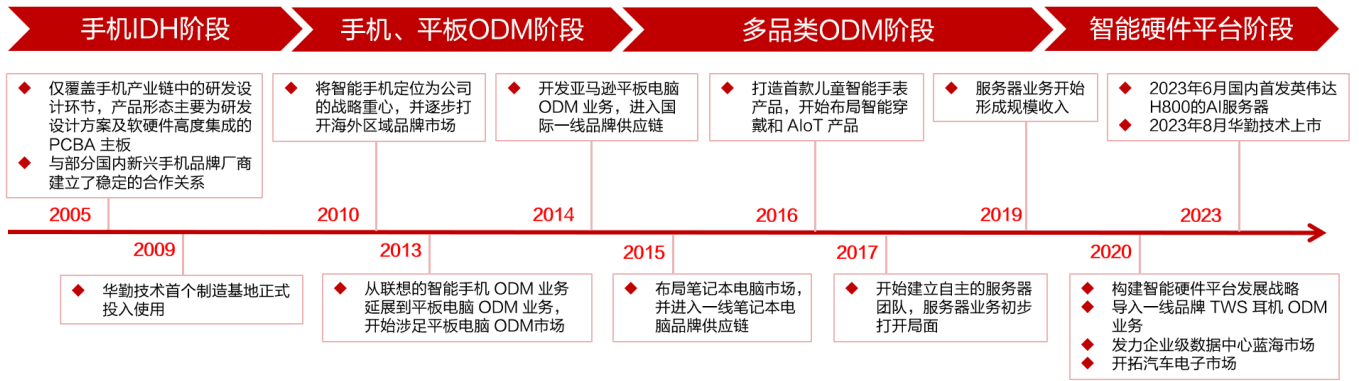 手机IDH阶段
手机、平板ODM阶段
多品类ODM阶段
智能硬件平台阶段
仅覆盖手机产业链中的研发设
计环节，产品形态主要为研发
设计方案及软硬件高度集成的
PCBA 主板
与部分国内新兴手机品牌厂商
建立了稳定的合作关系
将智能手机定位为公司
的战略重心，并逐步打
开海外区域品牌市场
开发亚马逊平板电脑
ODM 业务，进入国
际一线品牌供应链
打造首款儿童智能手表
产品，开始布局智能穿
戴和 AIoT 产品
服务器业务开始
形成规模收入
2023年6月国内首发英伟达
H800的AI服务器
2023年8月华勤技术上市
2005
2010
2014
2016
2019
2023
2009
2013
2015
2017
2020
华勤技术首个制造基地正式
投入使用
从联想的智能手机 ODM 业务
延展到平板电脑 ODM 业务，
开始涉足平板电脑 ODM市场
布局笔记本电脑市场，
并进入一线笔记本电
脑品牌供应链
开始建立自主的服务器
团队，服务器业务初步
打开局面
构建智能硬件平台发展战略
导入一线品牌 TWS 耳机 ODM
业务
发力企业级数据中心蓝海市场
开拓汽车电子市场